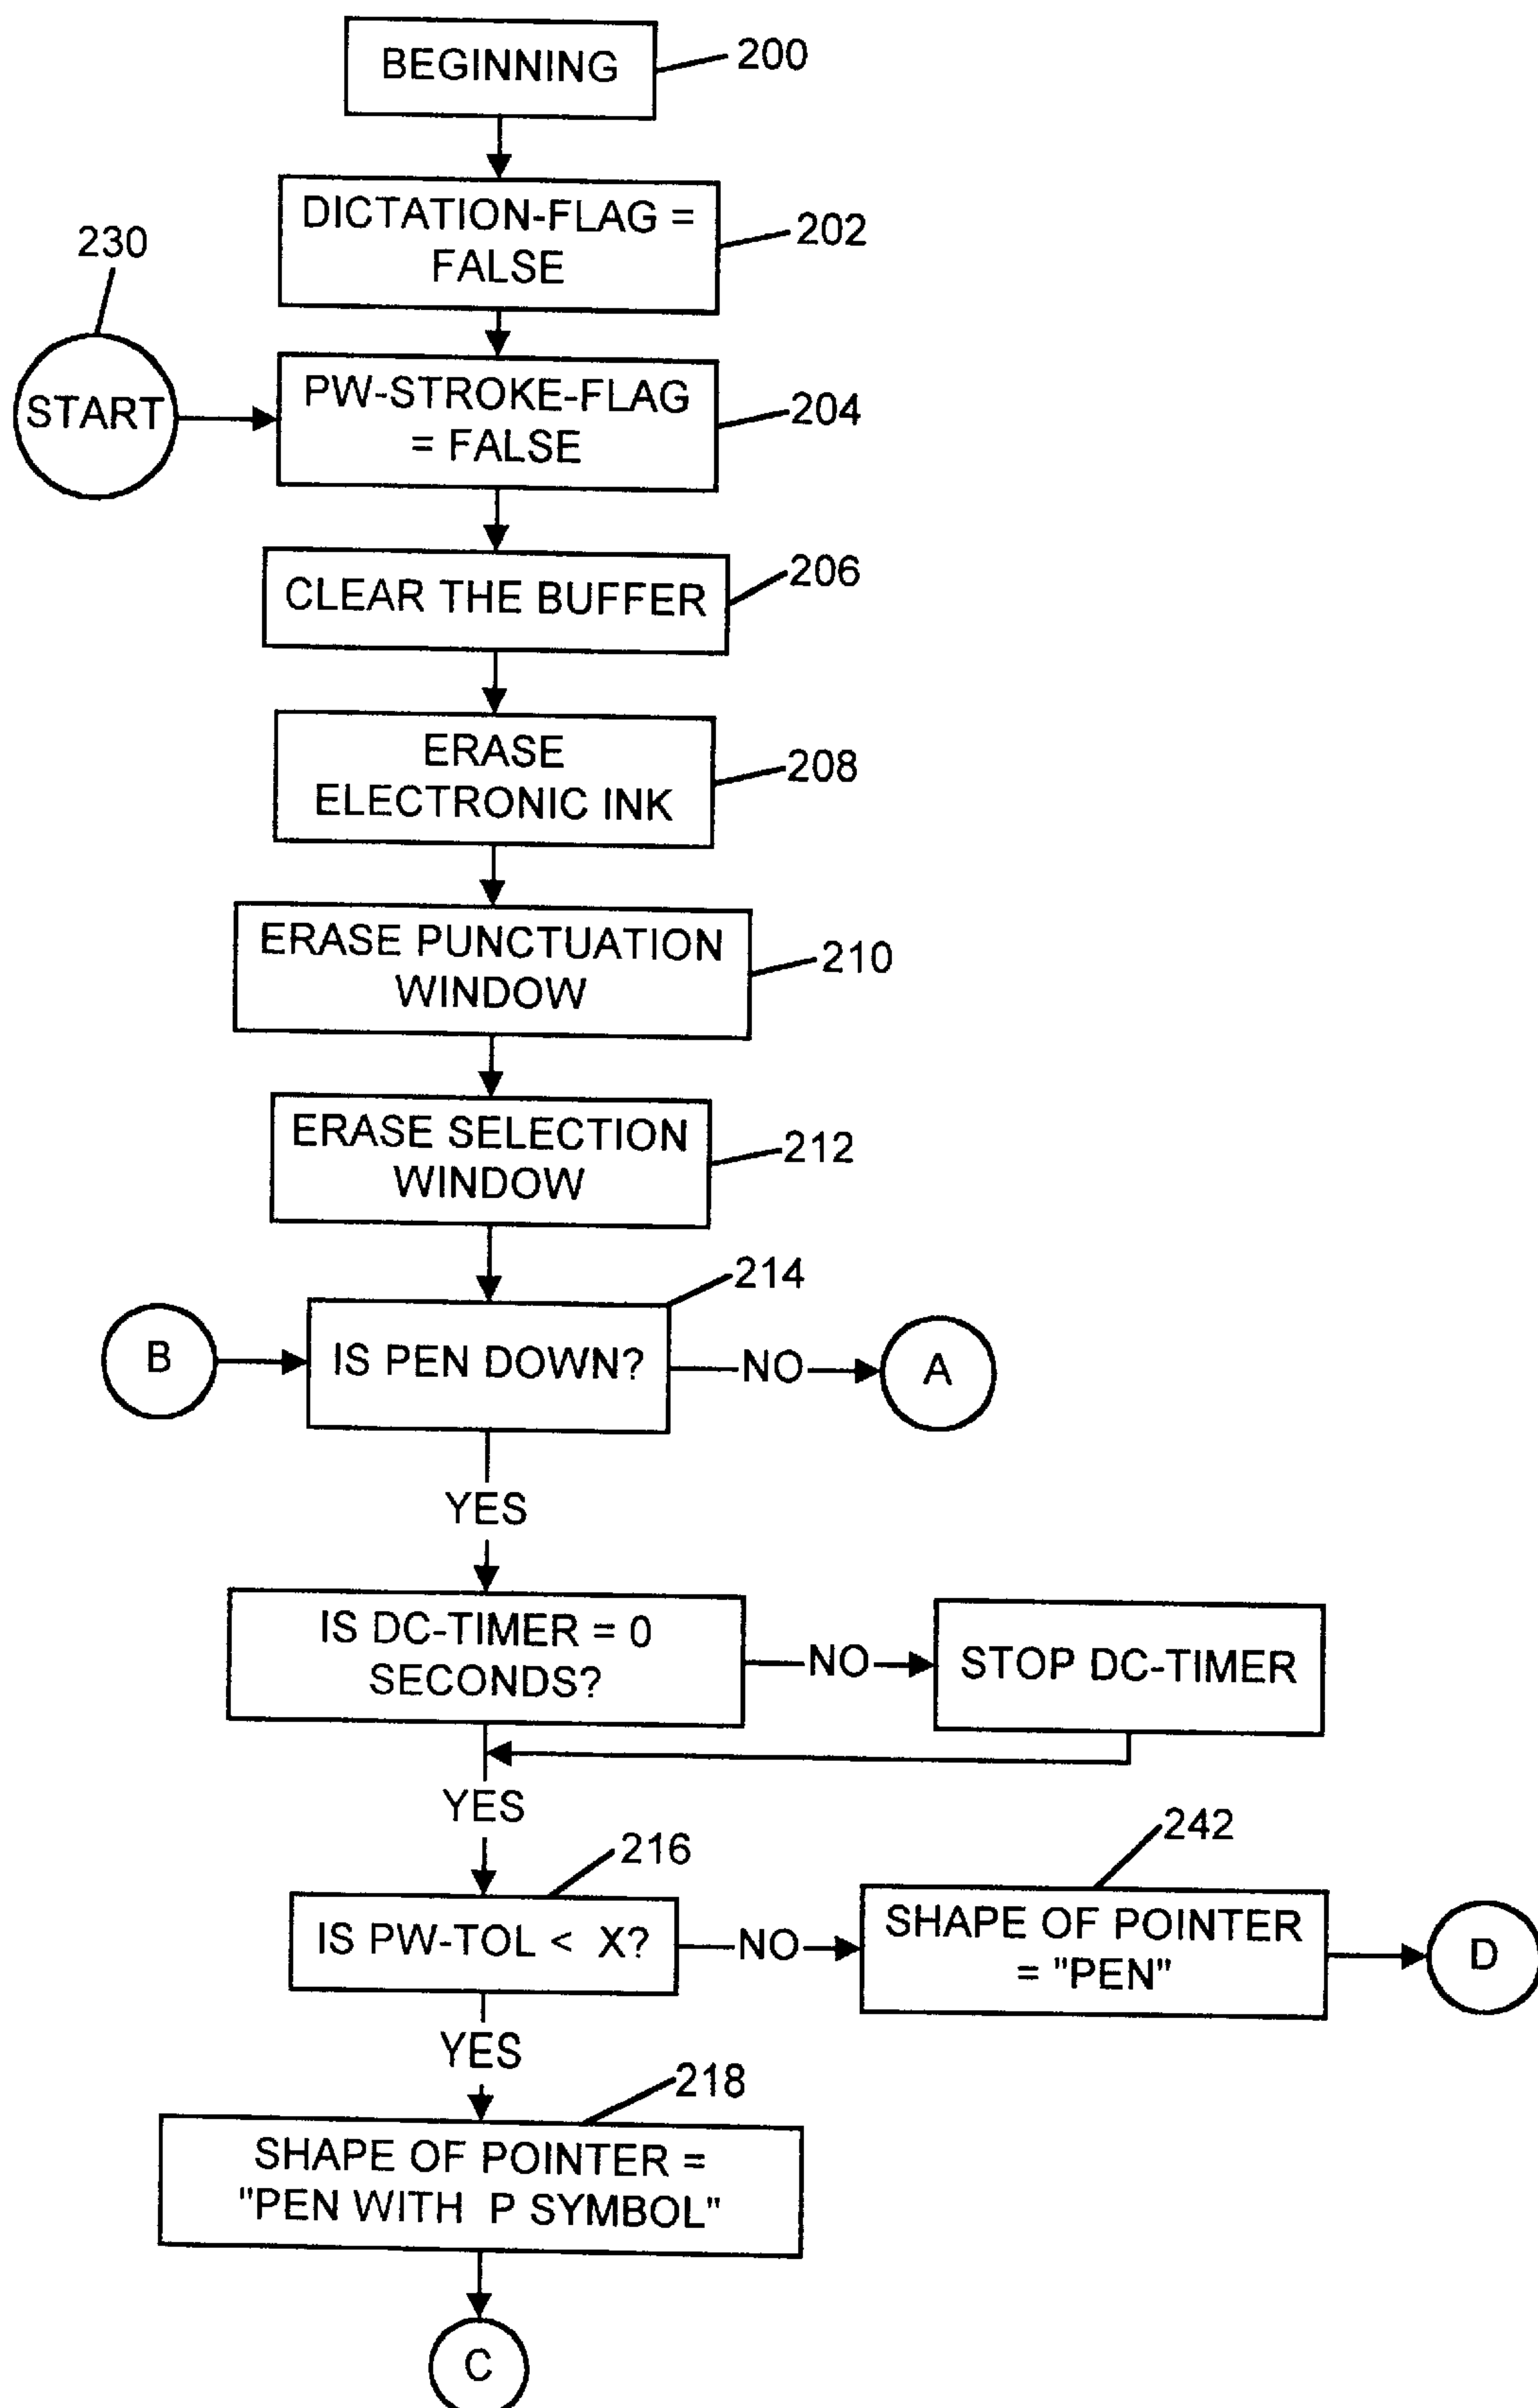 BEGINNING
200
DICTATION-FLAG =
FALSE
202
230
START
PW-STROKE-FLAG
= FALSE
204
CLEAR THE BUFFER
206
ERASE
ELECTRONIC INK
208
ERASE PUNCTUATION
WINDOW
210
ERASE SELECTION
WINDOW
212
214
B
IS PEN DOWN?
NO
A
YES
IS DC-TIMER = 0
SECONDS?
NO
STOP DC-TIMER
YES
216
242
IS PW-TOL < X?
NO
SHAPE OF POINTER
= "PEN"
D
YES
218
SHAPE OF POINTER =
"PEN WITH P SYMBOL"
C